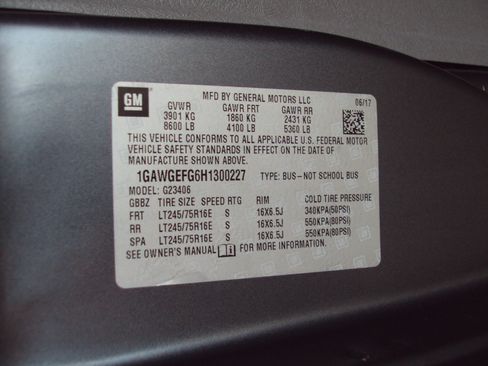 GM
MFD BY GENERAL MOTORS LLC 06/17
GVWR GAWR FRT GAWR RR
3901 KG 1860 KG 2431 KG
8600 LB 4100 LB 5360 LB
THIS VEHICLE CONFORMS TO ALL APPLICABLE U.S. FEDERAL MOTOR
VEHICLE SAFETY STANDARDS IN EFFECT ON THE DATE OF
MANUFACTURE SHOWN ABOVE.
1GAWGEFG6H1300227 TYPE: BUS–NOT SCHOOL BUS
MODEL: G23406
GBBZ TIRE SIZE SPEED RTG RIM COLD TIRE PRESSURE
FRT LT245/75R16E S 16X6.5J 340KPA(50PSI)
RR LT245/75R16E S 16X6.5J 550KPA(80PSI)
SPA LT245/75R16E S 16X6.5J 550KPA(80PSI)
SEE OWNER'S MANUAL FOR MORE INFORMATION.